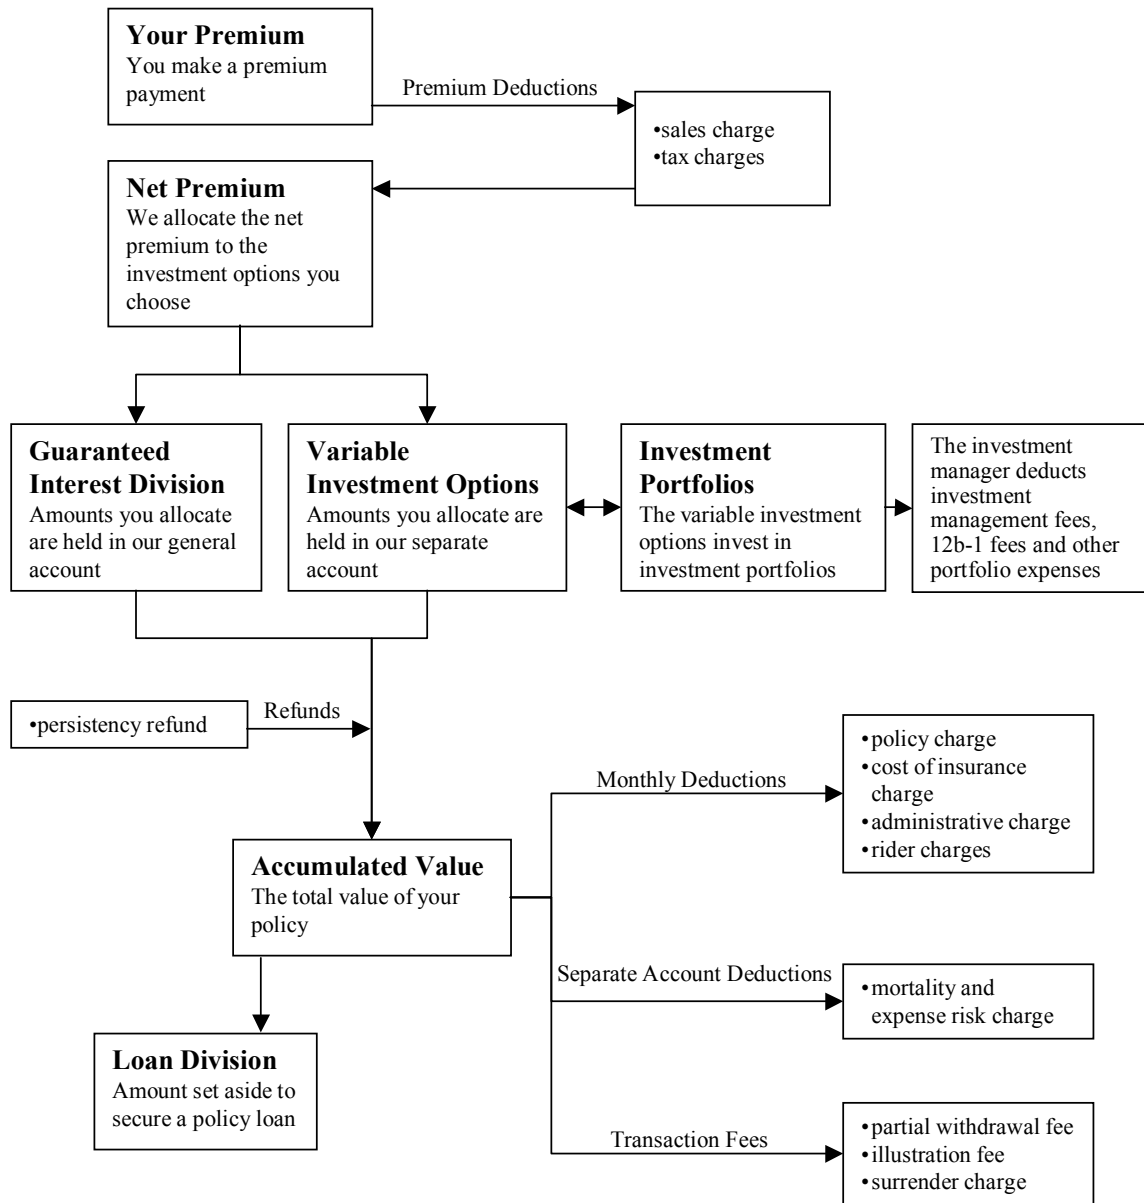 Your Premium
You make a premium
payment
Premium Deductions
•sales charge
•tax charges
Net Premium
We allocate the net
premium to the
investment options you
choose
Guaranteed
Interest Division
Amounts you allocate
are held in our general
account
Variable
Investment Options
Amounts you allocate are
held in our separate
account
Investment
Portfolios
The variable investment
options invest in
investment portfolios
The investment
manager deducts
investment
management fees,
12b-1 fees and other
portfolio expenses
•persistency refund
Refunds
Monthly Deductions
•policy charge
•cost of insurance
charge
•administrative charge
•rider charges
Accumulated Value
The total value of your
policy
Separate Account Deductions
•mortality and
expense risk charge
Loan Division
Amount set aside to
secure a policy loan
Transaction Fees
•partial withdrawal fee
•illustration fee
•surrender charge